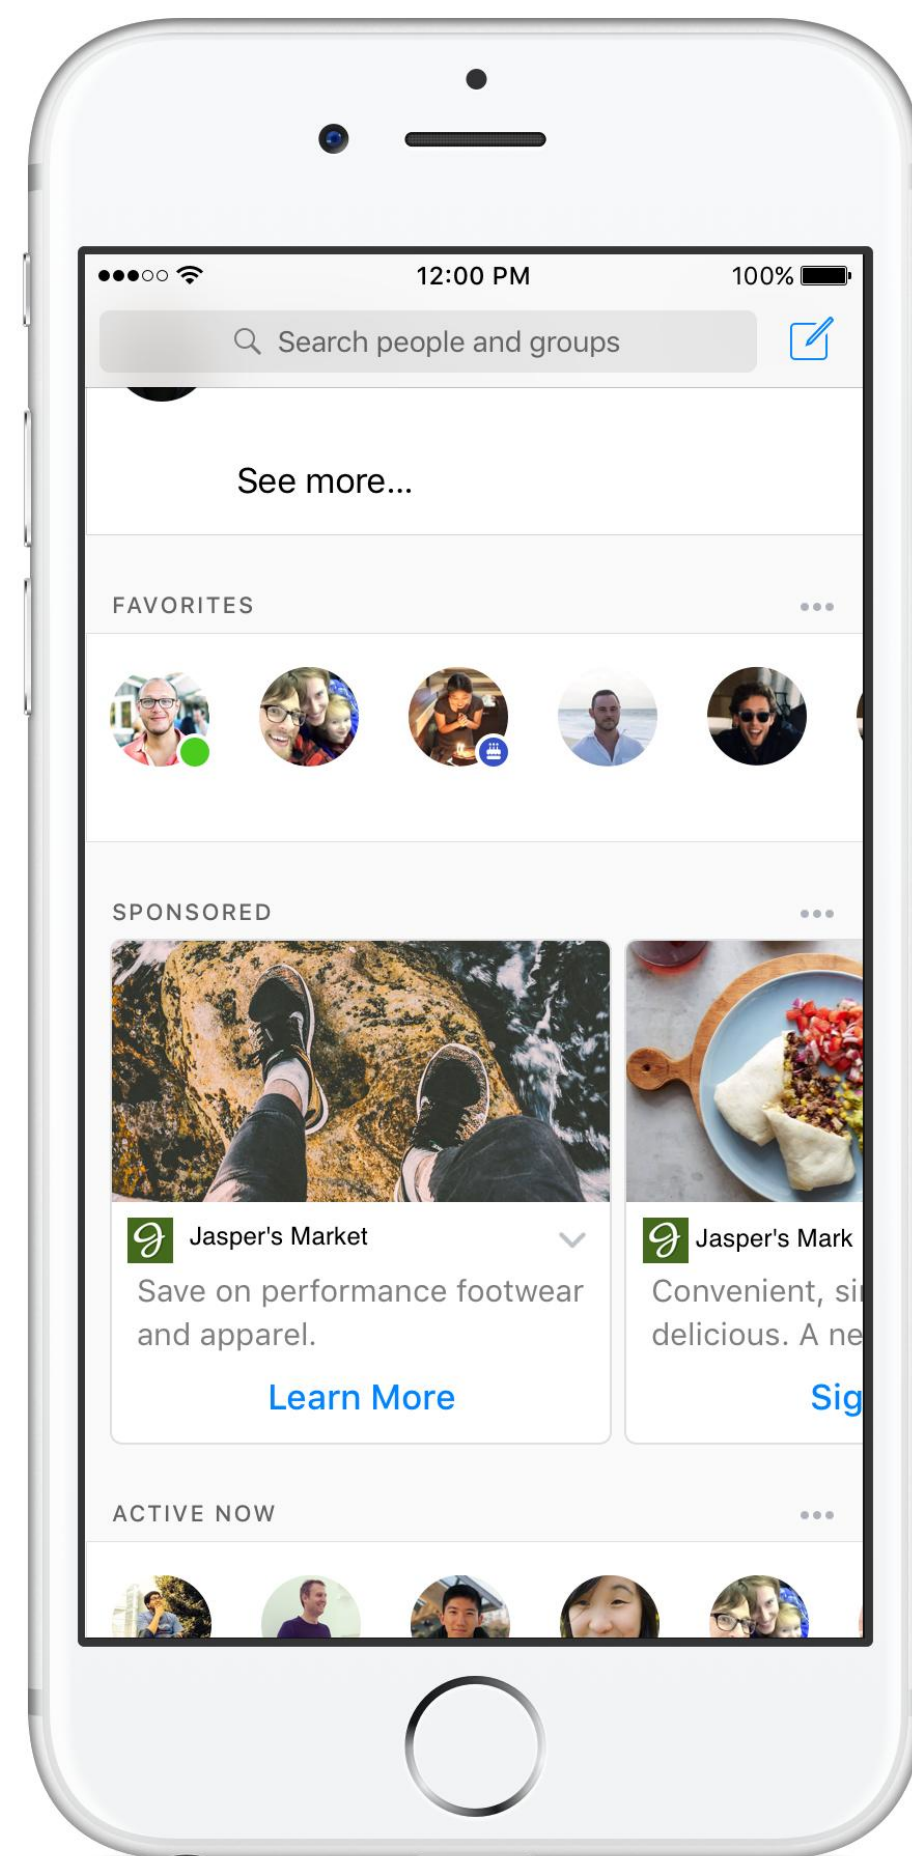 12:00 PM
100%
Search people and groups
See more...
FAVORITES
SPONSORED
Jasper's Market
Save on performance footwear
and apparel.
Learn More
Jasper's Mark
Convenient, si
delicious. A ne
Sig
ACTIVE NOW